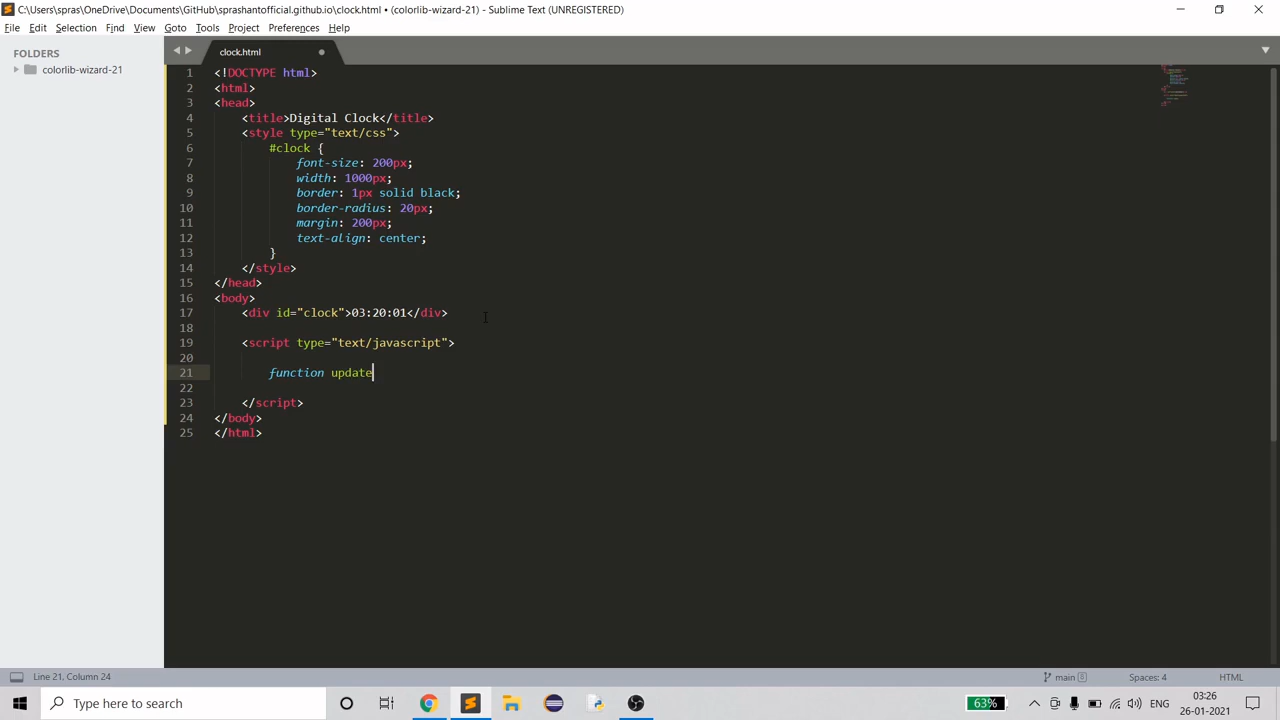 C:\Users\spras\OneDrive\Documents\GitHub\sprashantofficial.github.io\clock.html • (colorlib-wizard-21) - Sublime Text (UNREGISTERED)
File Edit Selection Find View Goto Tools Project Preferences Help
FOLDERS
colorlib-wizard-21
clock.html
1 <!DOCTYPE html>
2 <html>
3 <head>
4 <title>Digital Clock</title>
5 <style type="text/css">
6 #clock {
7 font-size: 200px;
8 width: 1000px;
9 border: 1px solid black;
10 border-radius: 20px;
11 margin: 200px;
12 text-align: center;
13 }
14 </style>
15 </head>
16 <body>
17 <div id="clock">03:20:01</div>
18
19 <script type="text/javascript">
20
21 function update
22
23 </script>
24 </body>
25 </html>
Line 21, Column 24
main 8
Spaces: 4
HTML
Type here to search
63%
ENG
03:26
26-01-2021